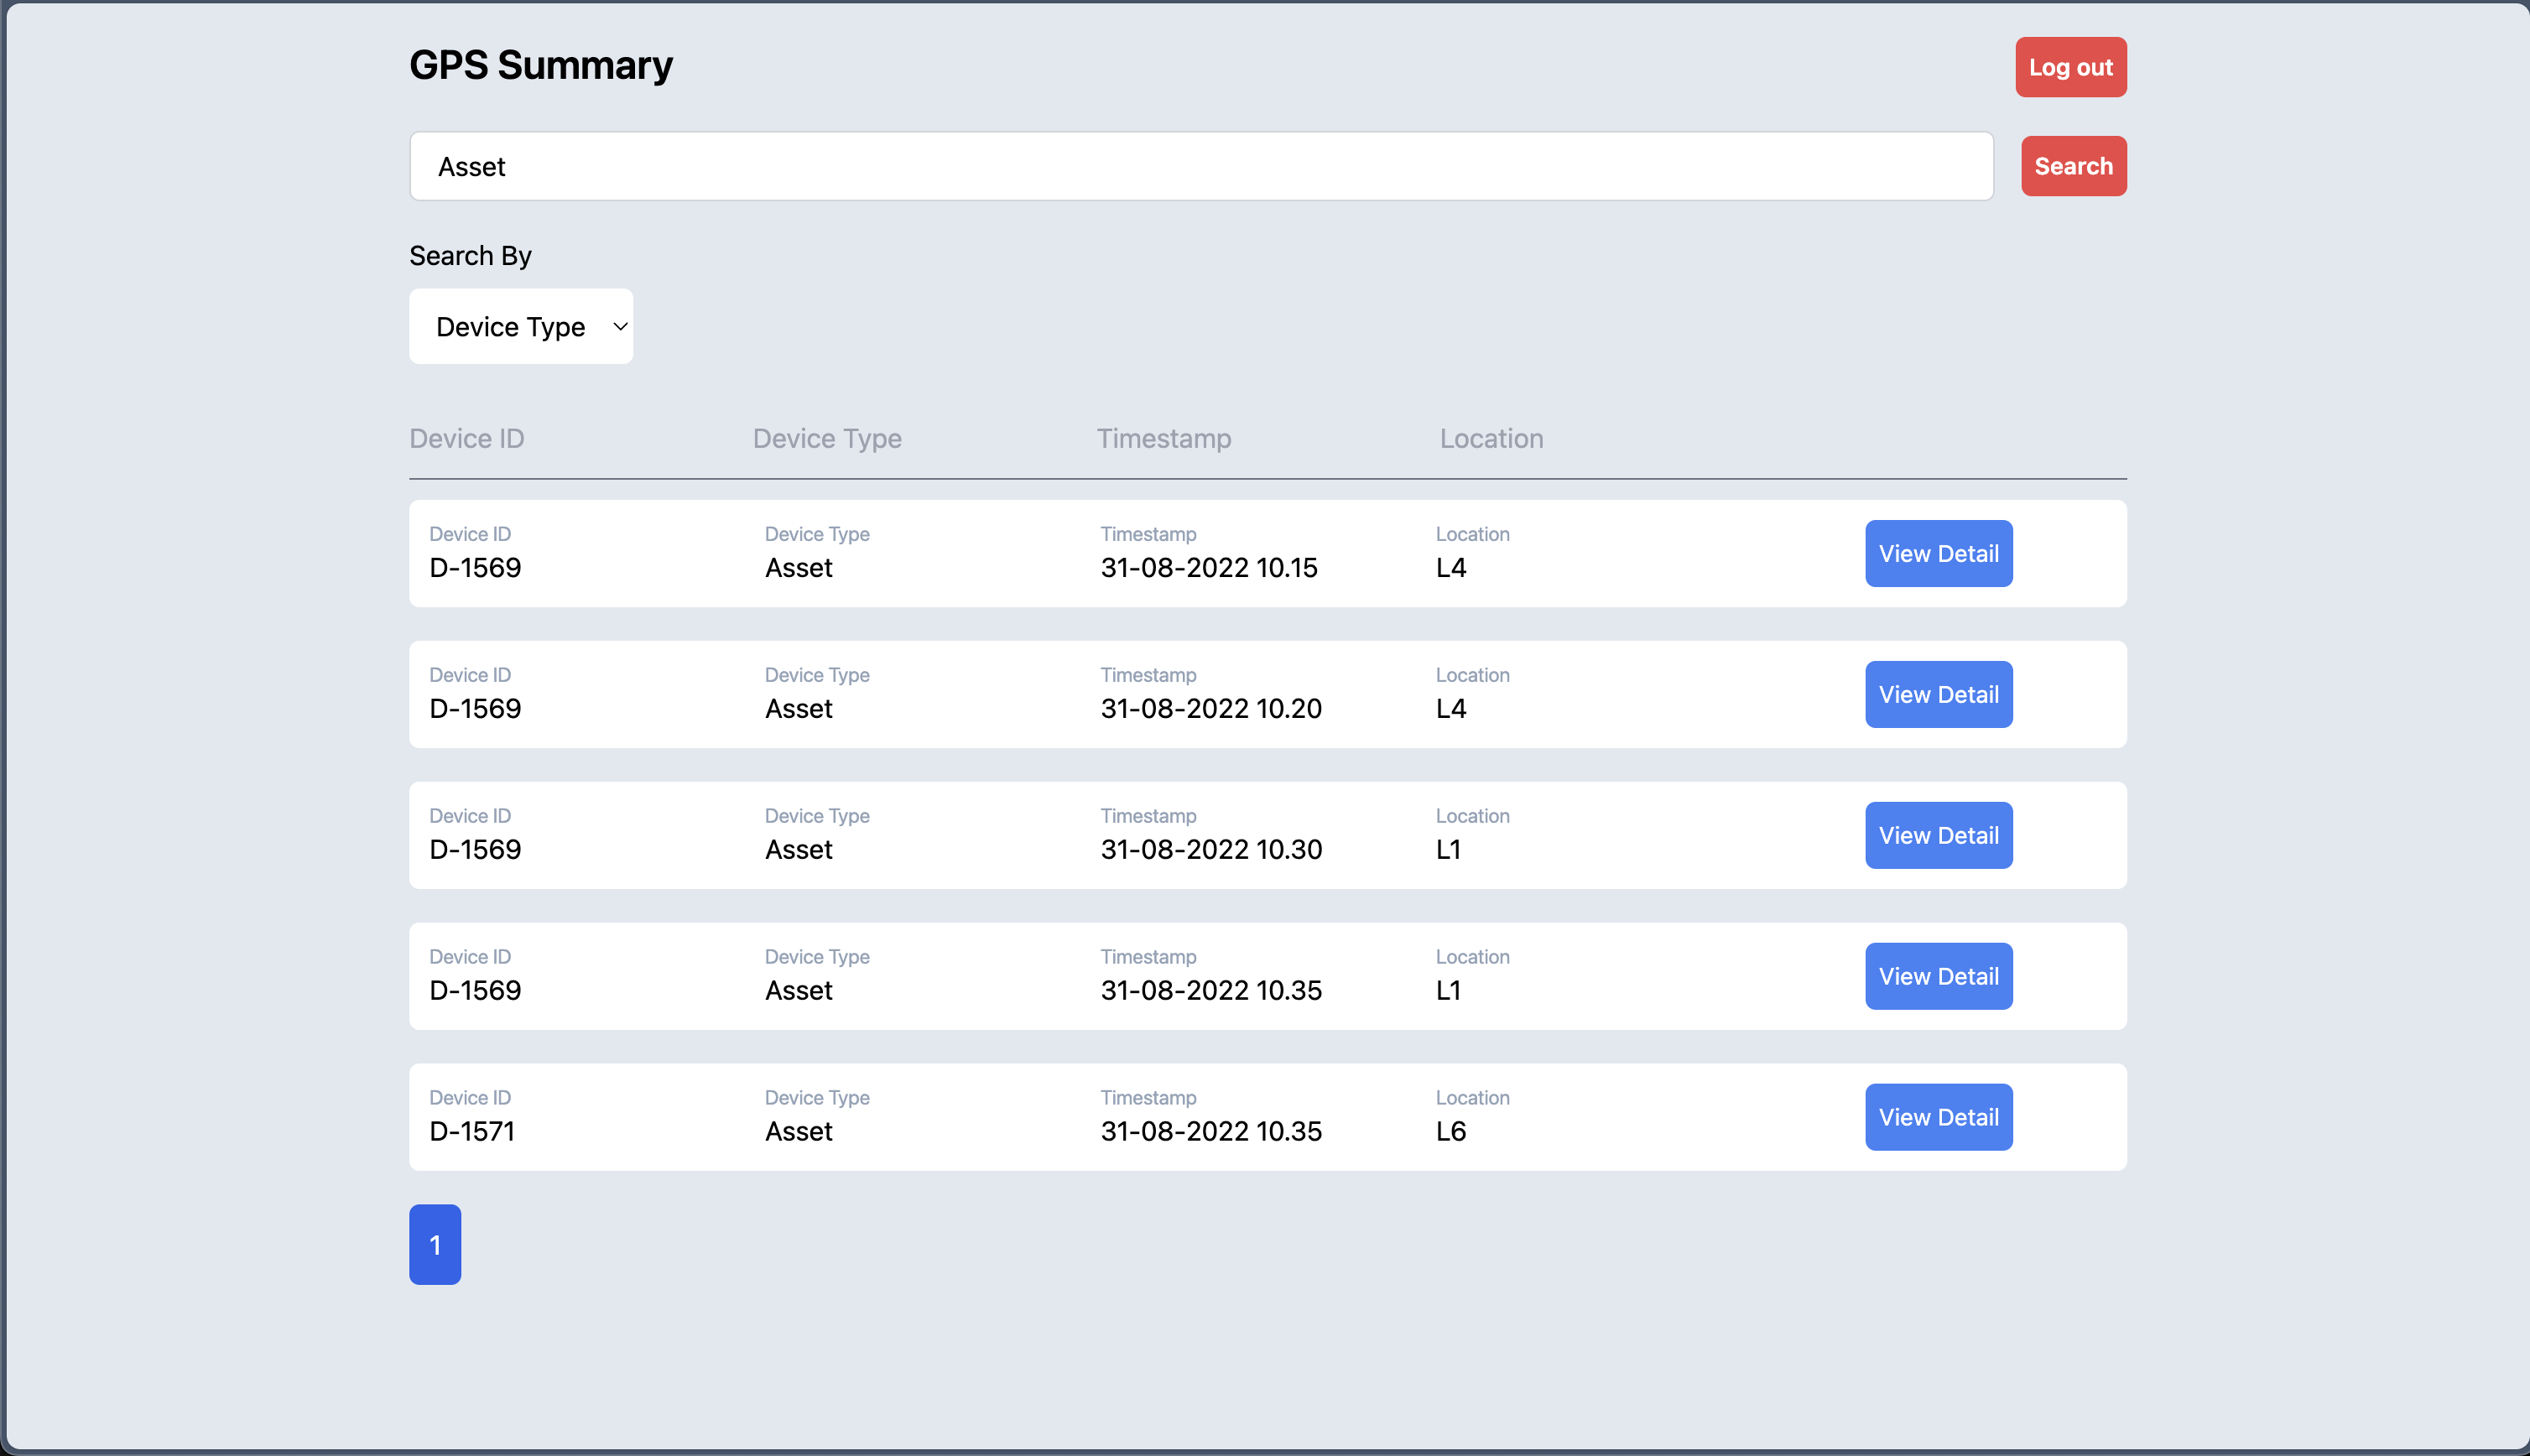 GPS Summary
Log out
Asset
Search
Search By
Device Type
Device ID Device Type Timestamp Location
Device ID Device Type Timestamp Location
D-1569 Asset 31-08-2022 10.15 L4
View Detail
Device ID Device Type Timestamp Location
D-1569 Asset 31-08-2022 10.20 L4
View Detail
Device ID Device Type Timestamp Location
D-1569 Asset 31-08-2022 10.30 L1
View Detail
Device ID Device Type Timestamp Location
D-1569 Asset 31-08-2022 10.35 L1
View Detail
Device ID Device Type Timestamp Location
D-1571 Asset 31-08-2022 10.35 L6
View Detail
1